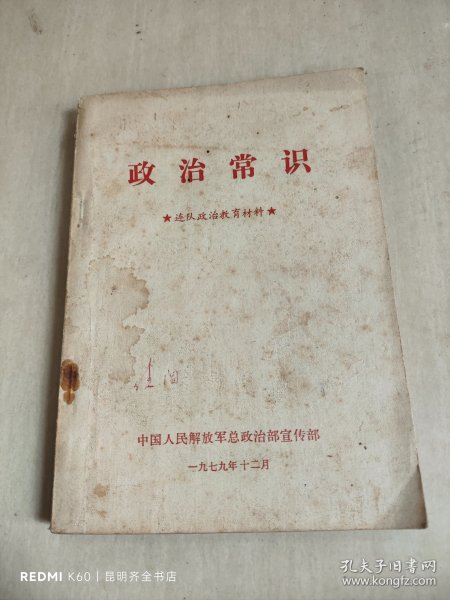 政治常识
★连队政治教育材料★
中国人民解放军总政治部宣传部
一九七九年十二月
REDMI K60 | 昆明齐全书店
孔夫子旧书网
www.kongfz.com